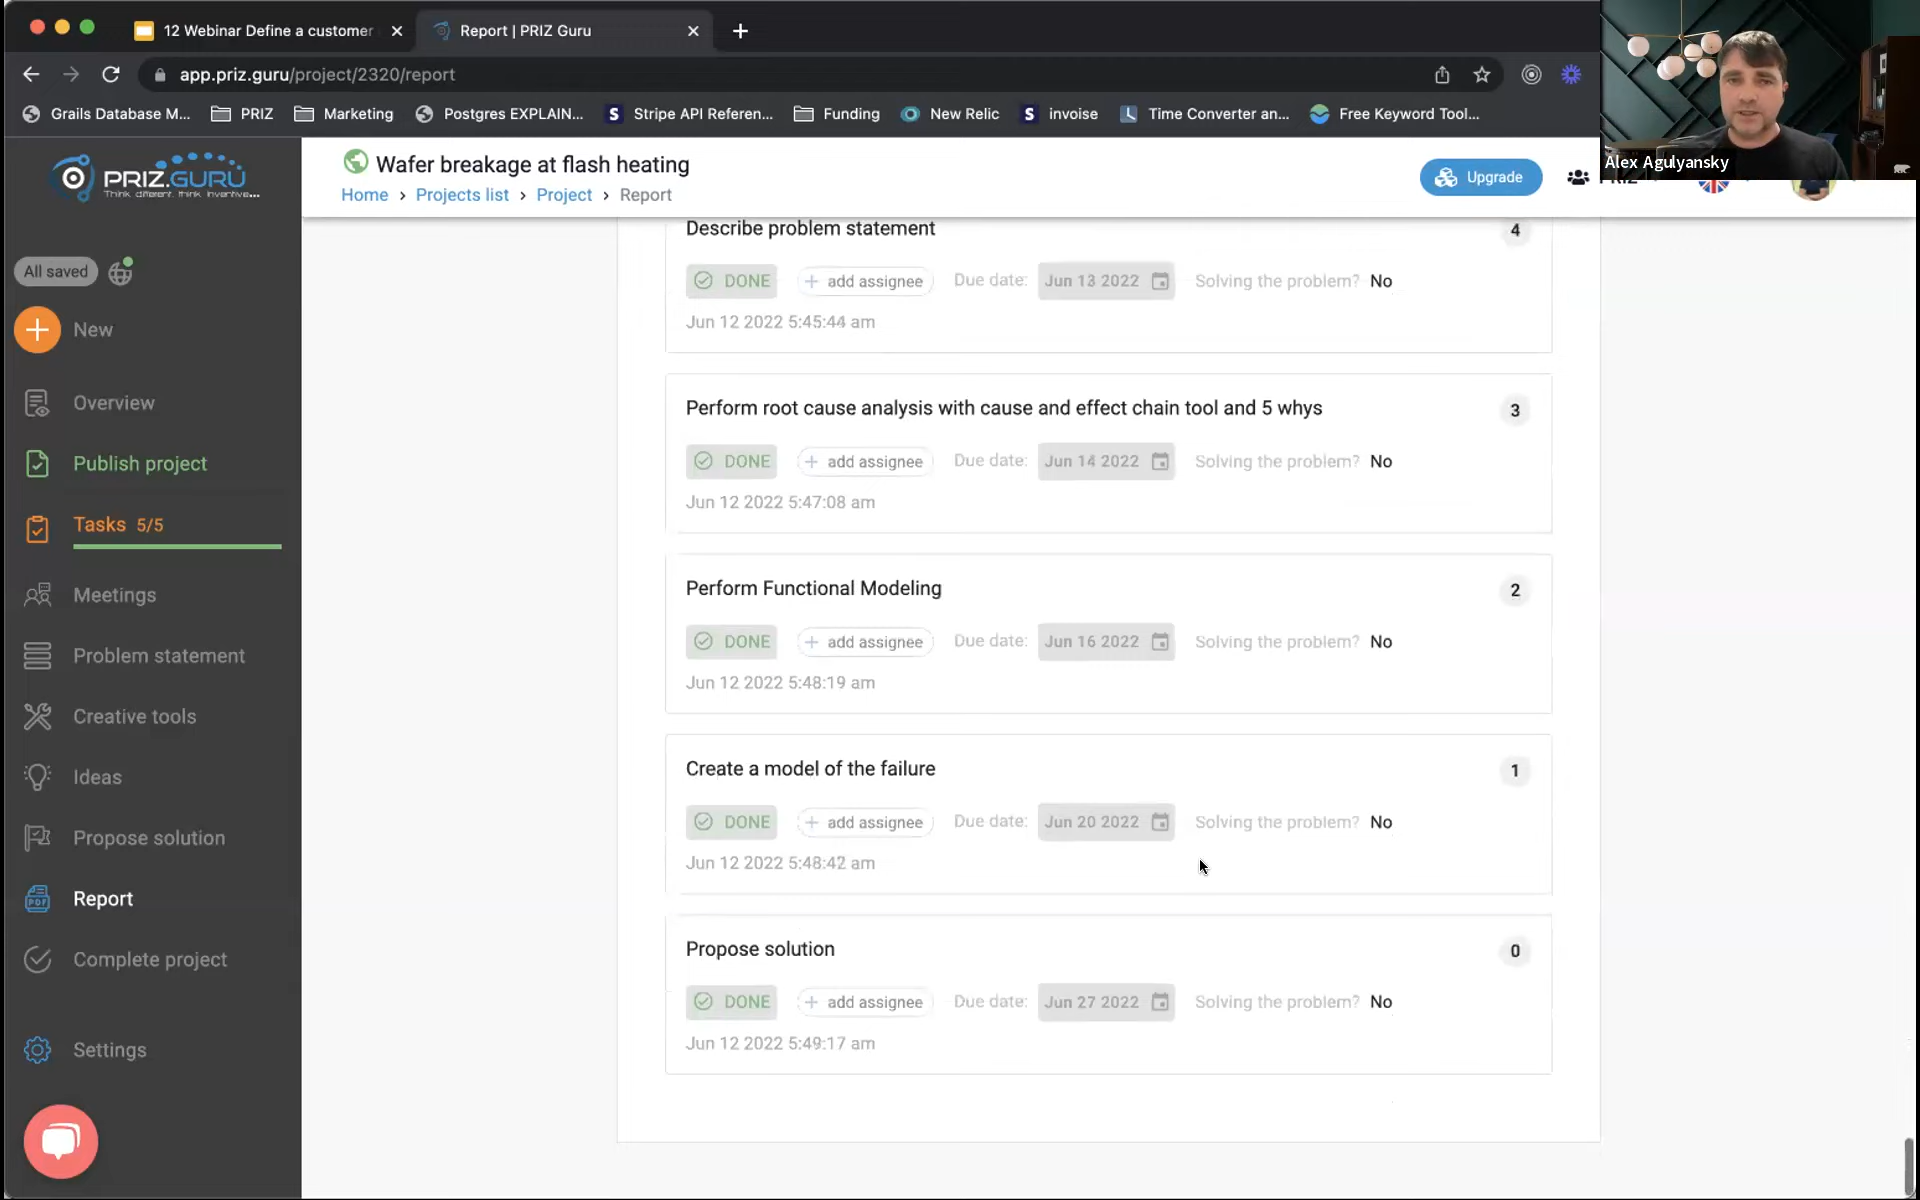 12 Webinar Define a customer
Report | PRIZ Guru
app.priz.guru/project/2320/report
Grails Database M...
PRIZ
Marketing
Postgres EXPLAIN...
S
Stripe API Referen...
Funding
New Relic
S
invoise
L
Time Converter an...
Free Keyword Tool...
Alex Agulyansky
PRIZ.GURU
Think different, think inventive...
Wafer breakage at flash heating
Home › Projects list › Project › Report
Upgrade
PRIZ
All saved
New
Overview
Publish project
Tasks 5/5
Meetings
Problem statement
Creative tools
Ideas
Propose solution
PDF
Report
Complete project
Settings
Describe problem statement
4
DONE
+ add assignee
Due date: Jun 13 2022
Solving the problem? No
Jun 12 2022 5:45:44 am
Perform root cause analysis with cause and effect chain tool and 5 whys
3
DONE
+ add assignee
Due date: Jun 14 2022
Solving the problem? No
Jun 12 2022 5:47:08 am
Perform Functional Modeling
2
DONE
+ add assignee
Due date: Jun 16 2022
Solving the problem? No
Jun 12 2022 5:48:19 am
Create a model of the failure
1
DONE
+ add assignee
Due date: Jun 20 2022
Solving the problem? No
Jun 12 2022 5:48:42 am
Propose solution
0
DONE
+ add assignee
Due date: Jun 27 2022
Solving the problem? No
Jun 12 2022 5:49:17 am